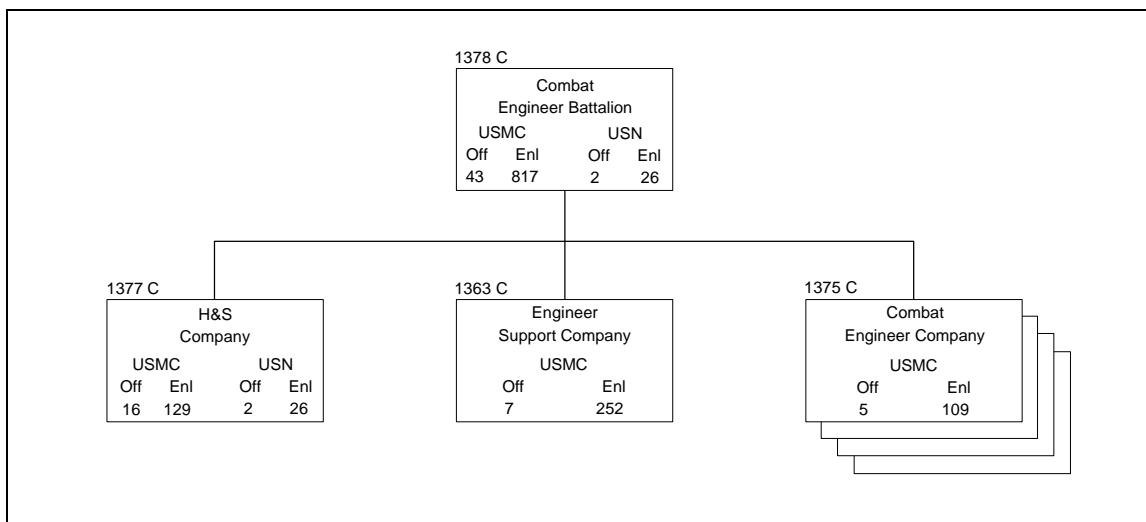 1378 C
Combat
Engineer Battalion
USMC USN
Off Enl Off Enl
43 817 2 26
1377 C
H&S
Company
USMC USN
Off Enl Off Enl
16 129 2 26
1363 C
Engineer
Support Company
USMC
Off Enl
7 252
1375 C
Combat
Engineer Company
USMC
Off Enl
5 109